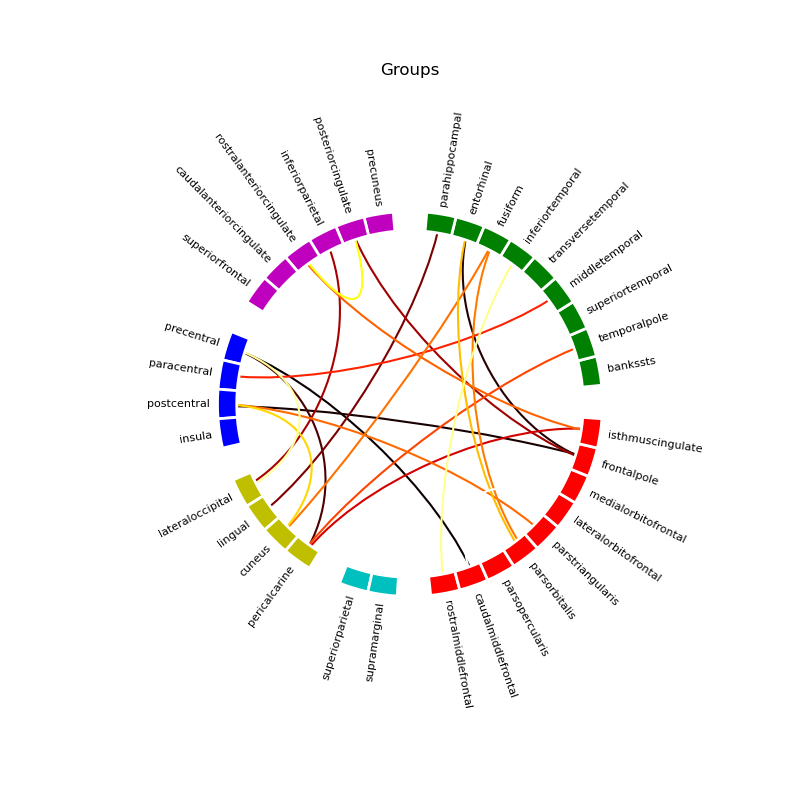 Groups
parahippocampal
entorhinal
fusiform
inferiortemporal
transversetemporal
middletemporal
superiortemporal
temporalpole
bankssts
isthmuscingulate
frontalpole
medialorbitofrontal
lateralorbitofrontal
parstriangularis
parsorbitalis
parsopercularis
caudalmiddlefrontal
rostralmiddlefrontal
supramarginal
superiorparietal
pericalcarine
cuneus
lingual
lateraloccipital
insula
postcentral
paracentral
precentral
superiorfrontal
caudalanteriorcingulate
rostralanteriorcingulate
inferiorparietal
posteriorcingulate
precuneus